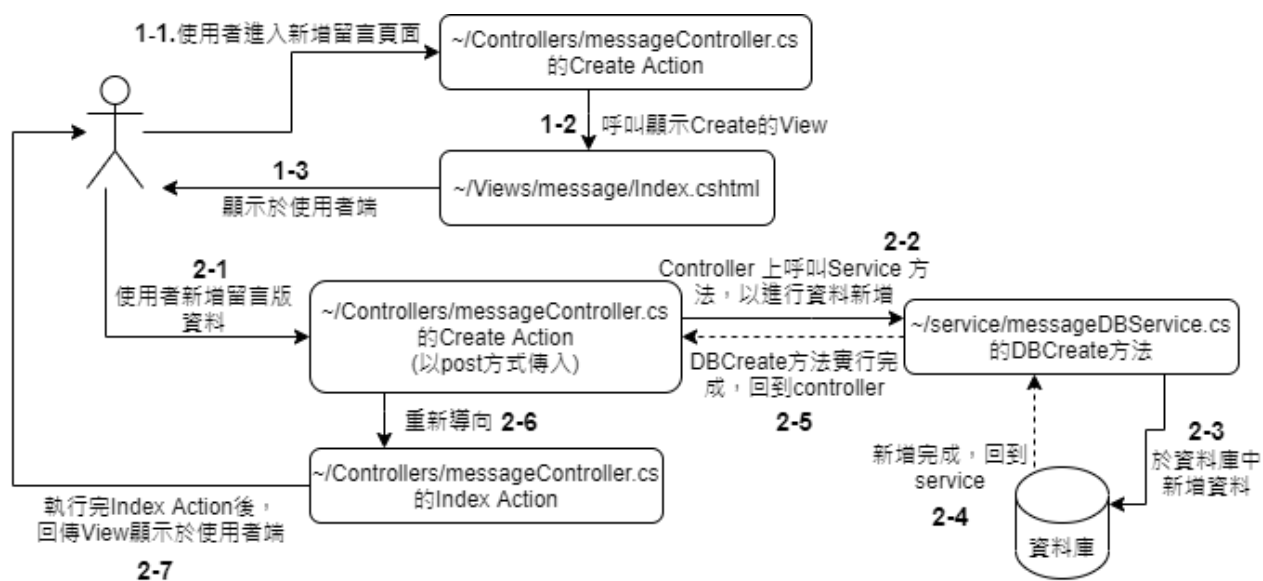 1-1.使用者進入新增留言頁面
~/Controllers/messageController.cs
的Create Action
1-2
呼叫顯示Create的View
~/Views/message/Index.cshtml
1-3
顯示於使用者端
2-1
使用者新增留言版
資料
~/Controllers/messageController.cs
的Create Action
(以post方式傳入)
2-2
Controller 上呼叫Service 方
法，以進行資料新增
~/service/messageDBService.cs
的DBCreate方法
2-3
於資料庫中
新增資料
資料庫
新增完成，回到
service
2-4
DBCreate方法實行完
成，回到controller
2-5
重新導向 2-6
~/Controllers/messageController.cs
的Index Action
執行完Index Action後，
回傳View顯示於使用者端
2-7